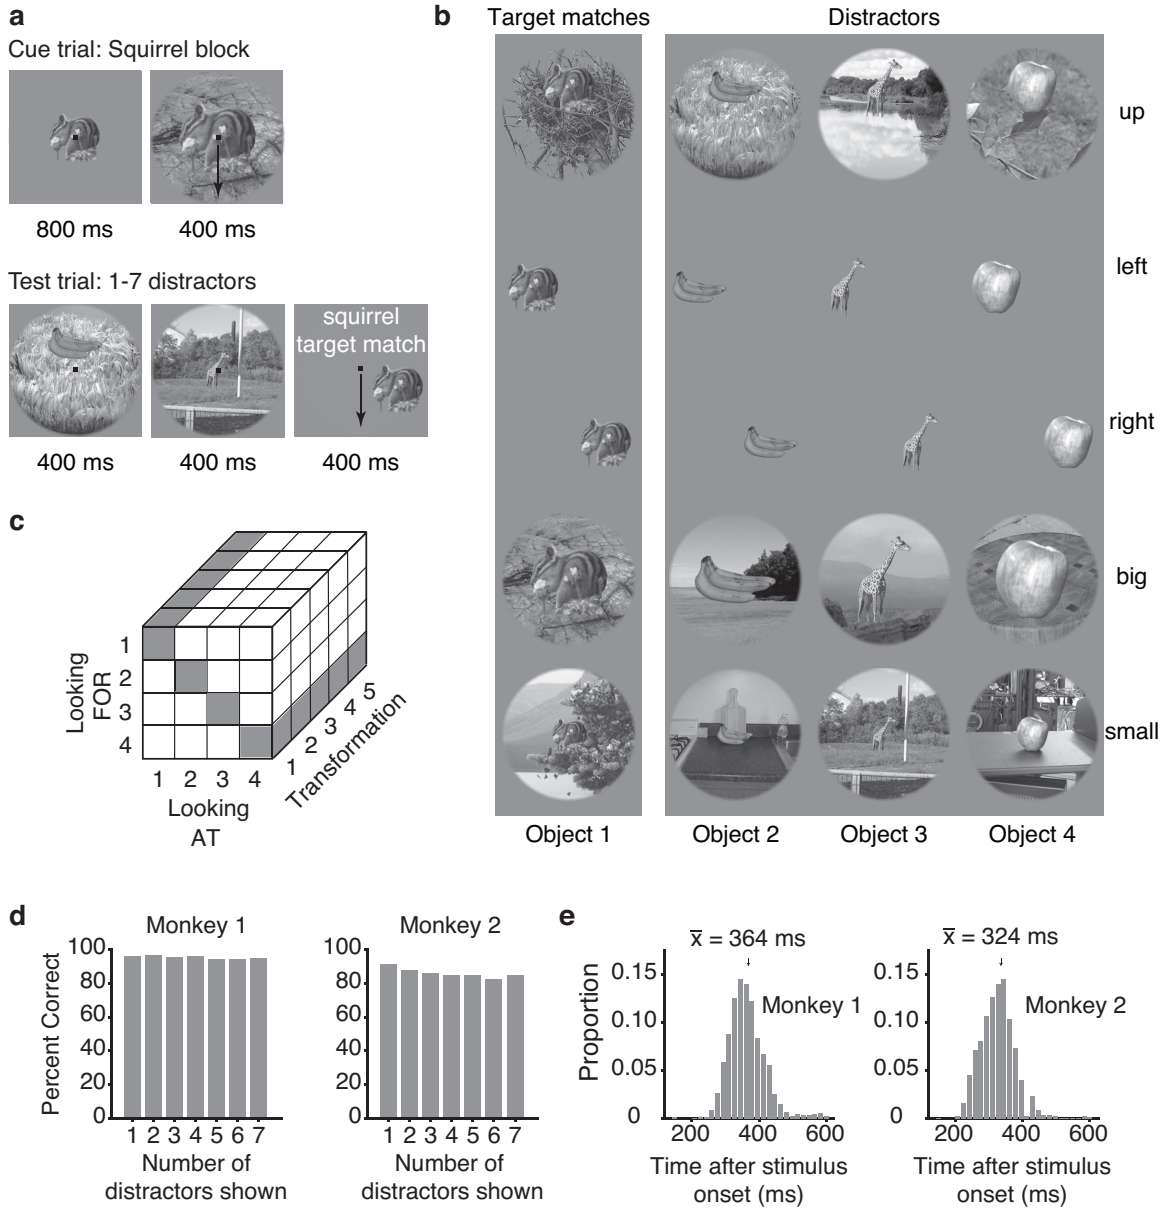 a
Cue trial: Squirrel block
800 ms
400 ms
Test trial: 1-7 distractors
squirrel
target match
400 ms
400 ms
400 ms
b
Target matches
Distractors
up
left
right
big
small
Object 1
Object 2
Object 3
Object 4
c
Looking
FOR
1
2
3
4
1
2
3
4
Looking
AT
1
2
3
4
5
Transformation
d
Monkey 1
Percent Correct
100
80
60
40
20
0
1 2 3 4 5 6 7
Number of
distractors shown
Monkey 2
100
80
60
40
20
0
1 2 3 4 5 6 7
Number of
distractors shown
e
x̅ = 364 ms
Monkey 1
Proportion
0.15
0.10
0.05
0
200 400 600
Time after stimulus
onset (ms)
x̅ = 324 ms
Monkey 2
0.15
0.10
0.05
0
200 400 600
Time after stimulus
onset (ms)